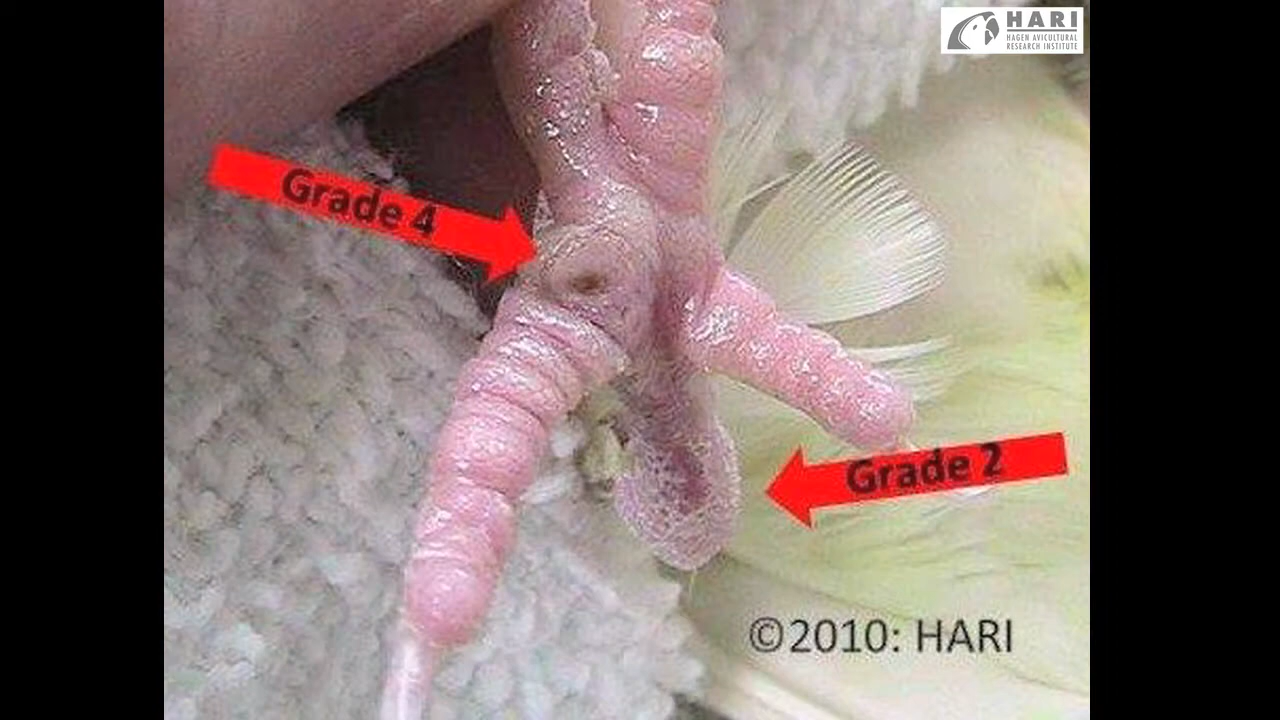 HARI
HAGEN AVICULTURAL
RESEARCH INSTITUTE
Grade 4
Grade 2
©2010: HARI